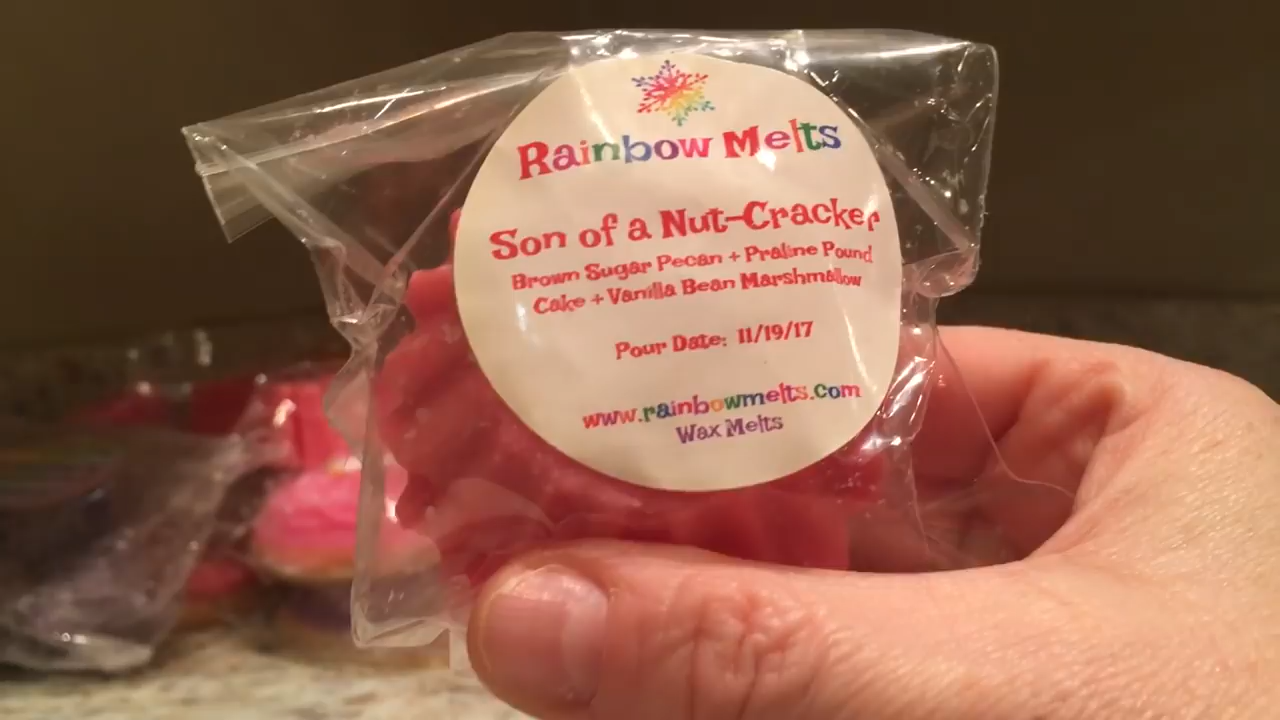 Rainbow Melts
Son of a Nut-Cracker
Brown Sugar Pecan + Praline Pound
Cake + Vanilla Bean Marshmallow
Pour Date: 11/19/17
www.rainbowmelts.com
Wax Melts